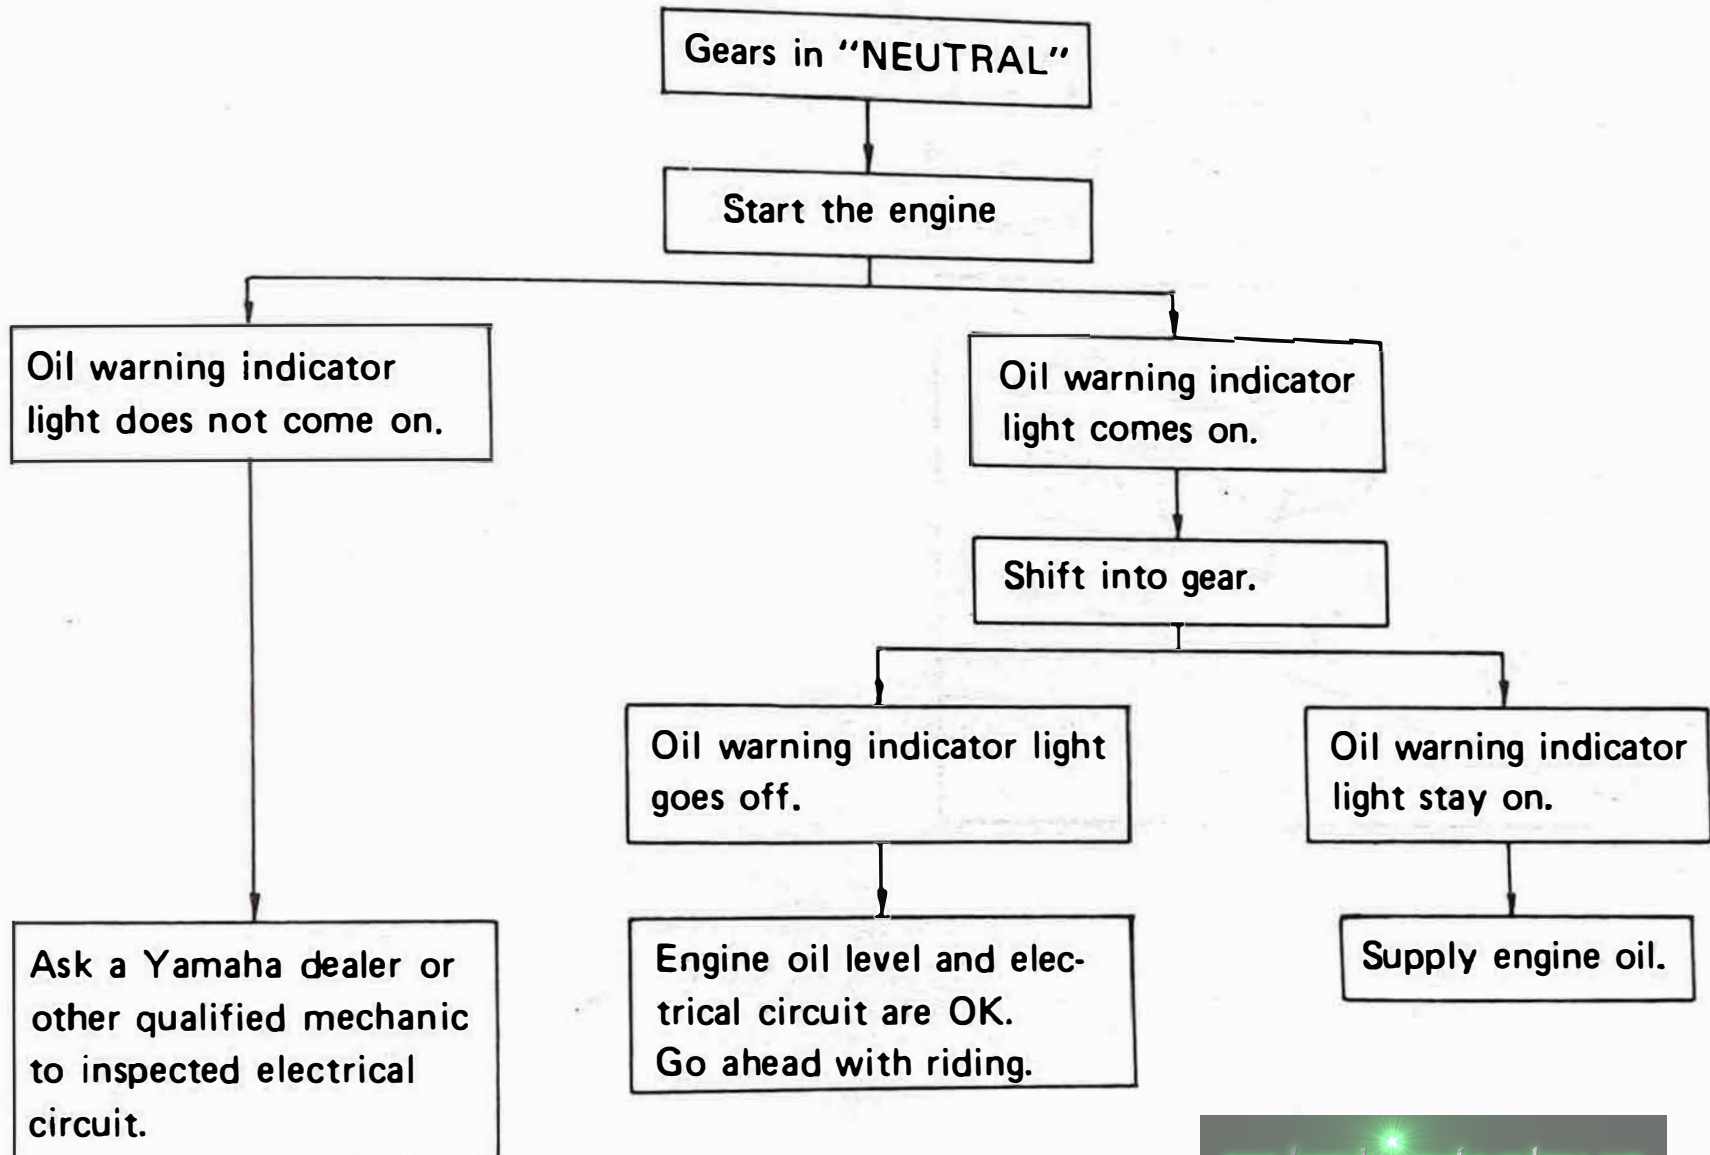 Gears in "NEUTRAL"
Start the engine
Oil warning indicator
light does not come on.
Oil warning indicator
light comes on.
Shift into gear.
Oil warning indicator light
goes off.
Oil warning indicator
light stay on.
Ask a Yamaha dealer or
other qualified mechanic
to inspected electrical
circuit.
Engine oil level and elec-
trical circuit are OK.
Go ahead with riding.
Supply engine oil.